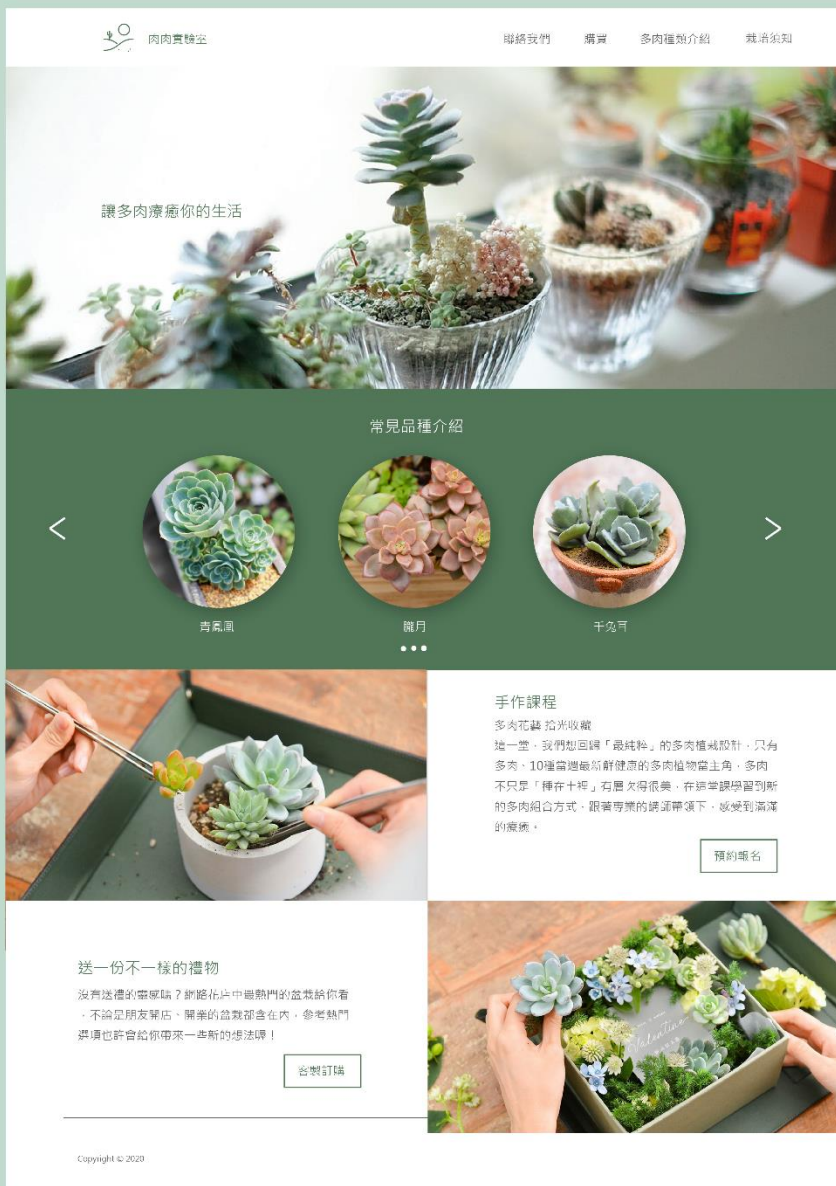 肉肉實驗室
聯絡我們
購買
多肉種類介紹
栽培須知
讓多肉療癒你的生活
常見品種介紹
青鳳凰
朧月
千兔耳
手作課程
多肉花藝 拾光收藏
這一堂，我們想回歸「最純粹」的多肉植栽設計，只有
多肉。10種當週最新鮮健康的多肉植物當主角，多肉
不只是「種在土裡」有層次得很美，在這堂課學習到新
的多肉組合方式，跟著專業的講師帶領下，感受到滿滿
的療癒。
預約報名
送一份不一樣的禮物
沒有送禮的靈感嗎？網路花店中最熱門的盆栽給你看
，不論是朋友開店、開業的盆栽都含在內，參考熱門
選項也許會給你帶來一些新的想法喔！
客製訂購
Valentine
Copyright © 2020